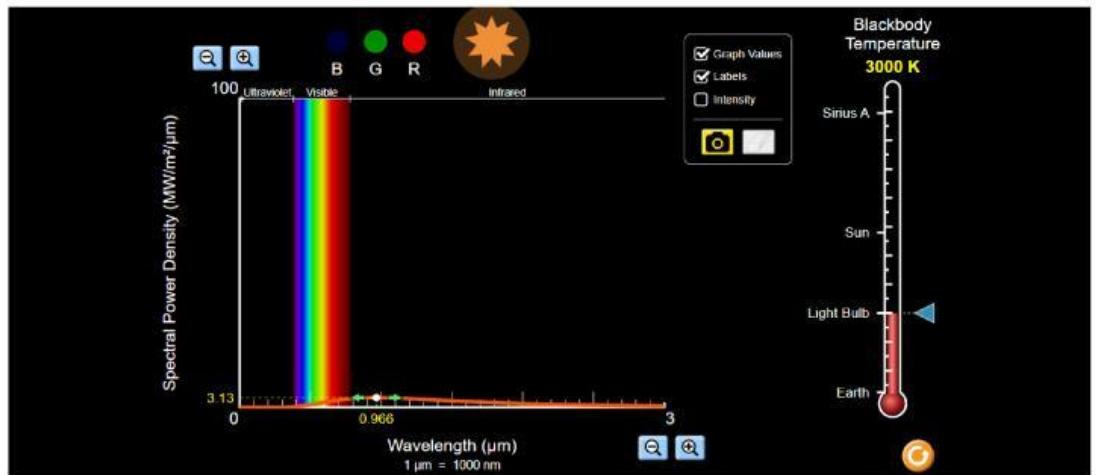 Blackbody
Temperature
3000 K
B G R
Graph Values
Labels
Intensity
100
Ultraviolet Visible Infrared
Sirius A
Sun
Light Bulb
Earth
Spectral Power Density (MW/m²/μm)
3.13
0
0.966
3
Wavelength (μm)
1 μm = 1000 nm